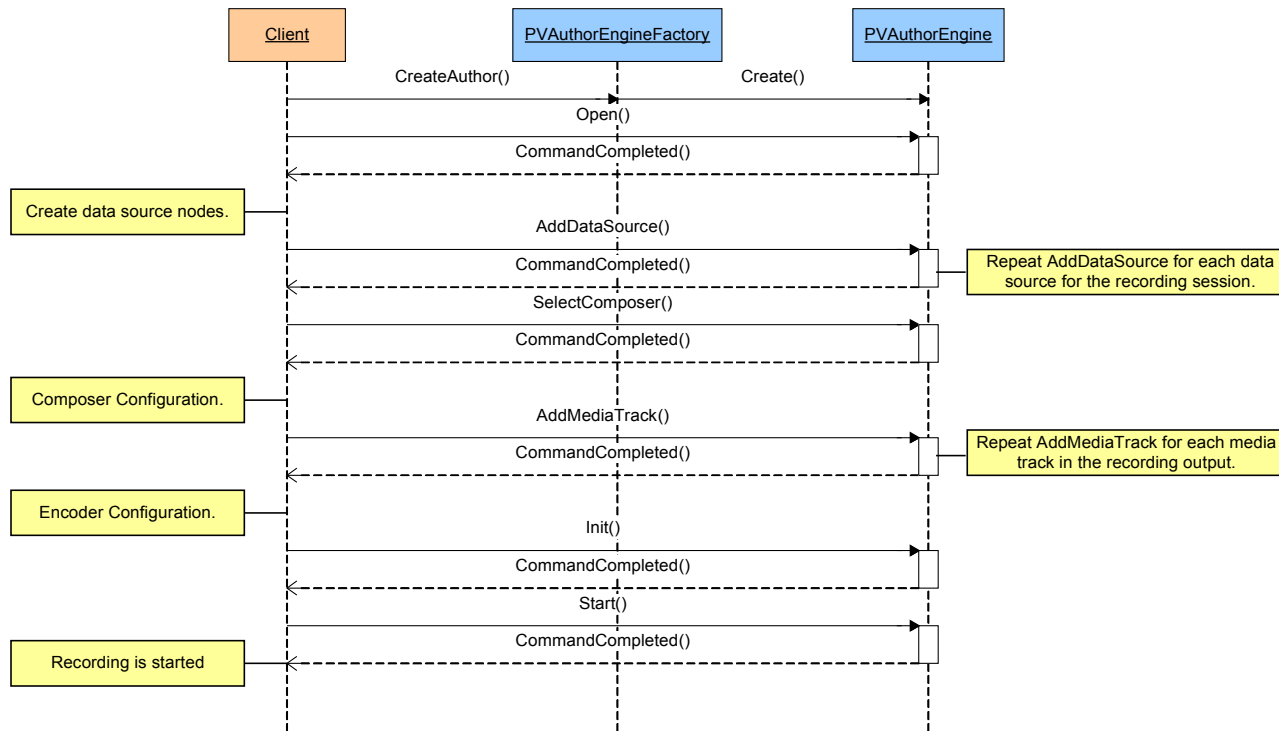 Client
PVAuthorEngineFactory
PVAuthorEngine
CreateAuthor()
Create()
Open()
CommandCompleted()
Create data source nodes.
AddDataSource()
CommandCompleted()
Repeat AddDataSource for each data
source for the recording session.
SelectComposer()
CommandCompleted()
Composer Configuration.
AddMediaTrack()
CommandCompleted()
Repeat AddMediaTrack for each media
track in the recording output.
Encoder Configuration.
Init()
CommandCompleted()
Start()
CommandCompleted()
Recording is started